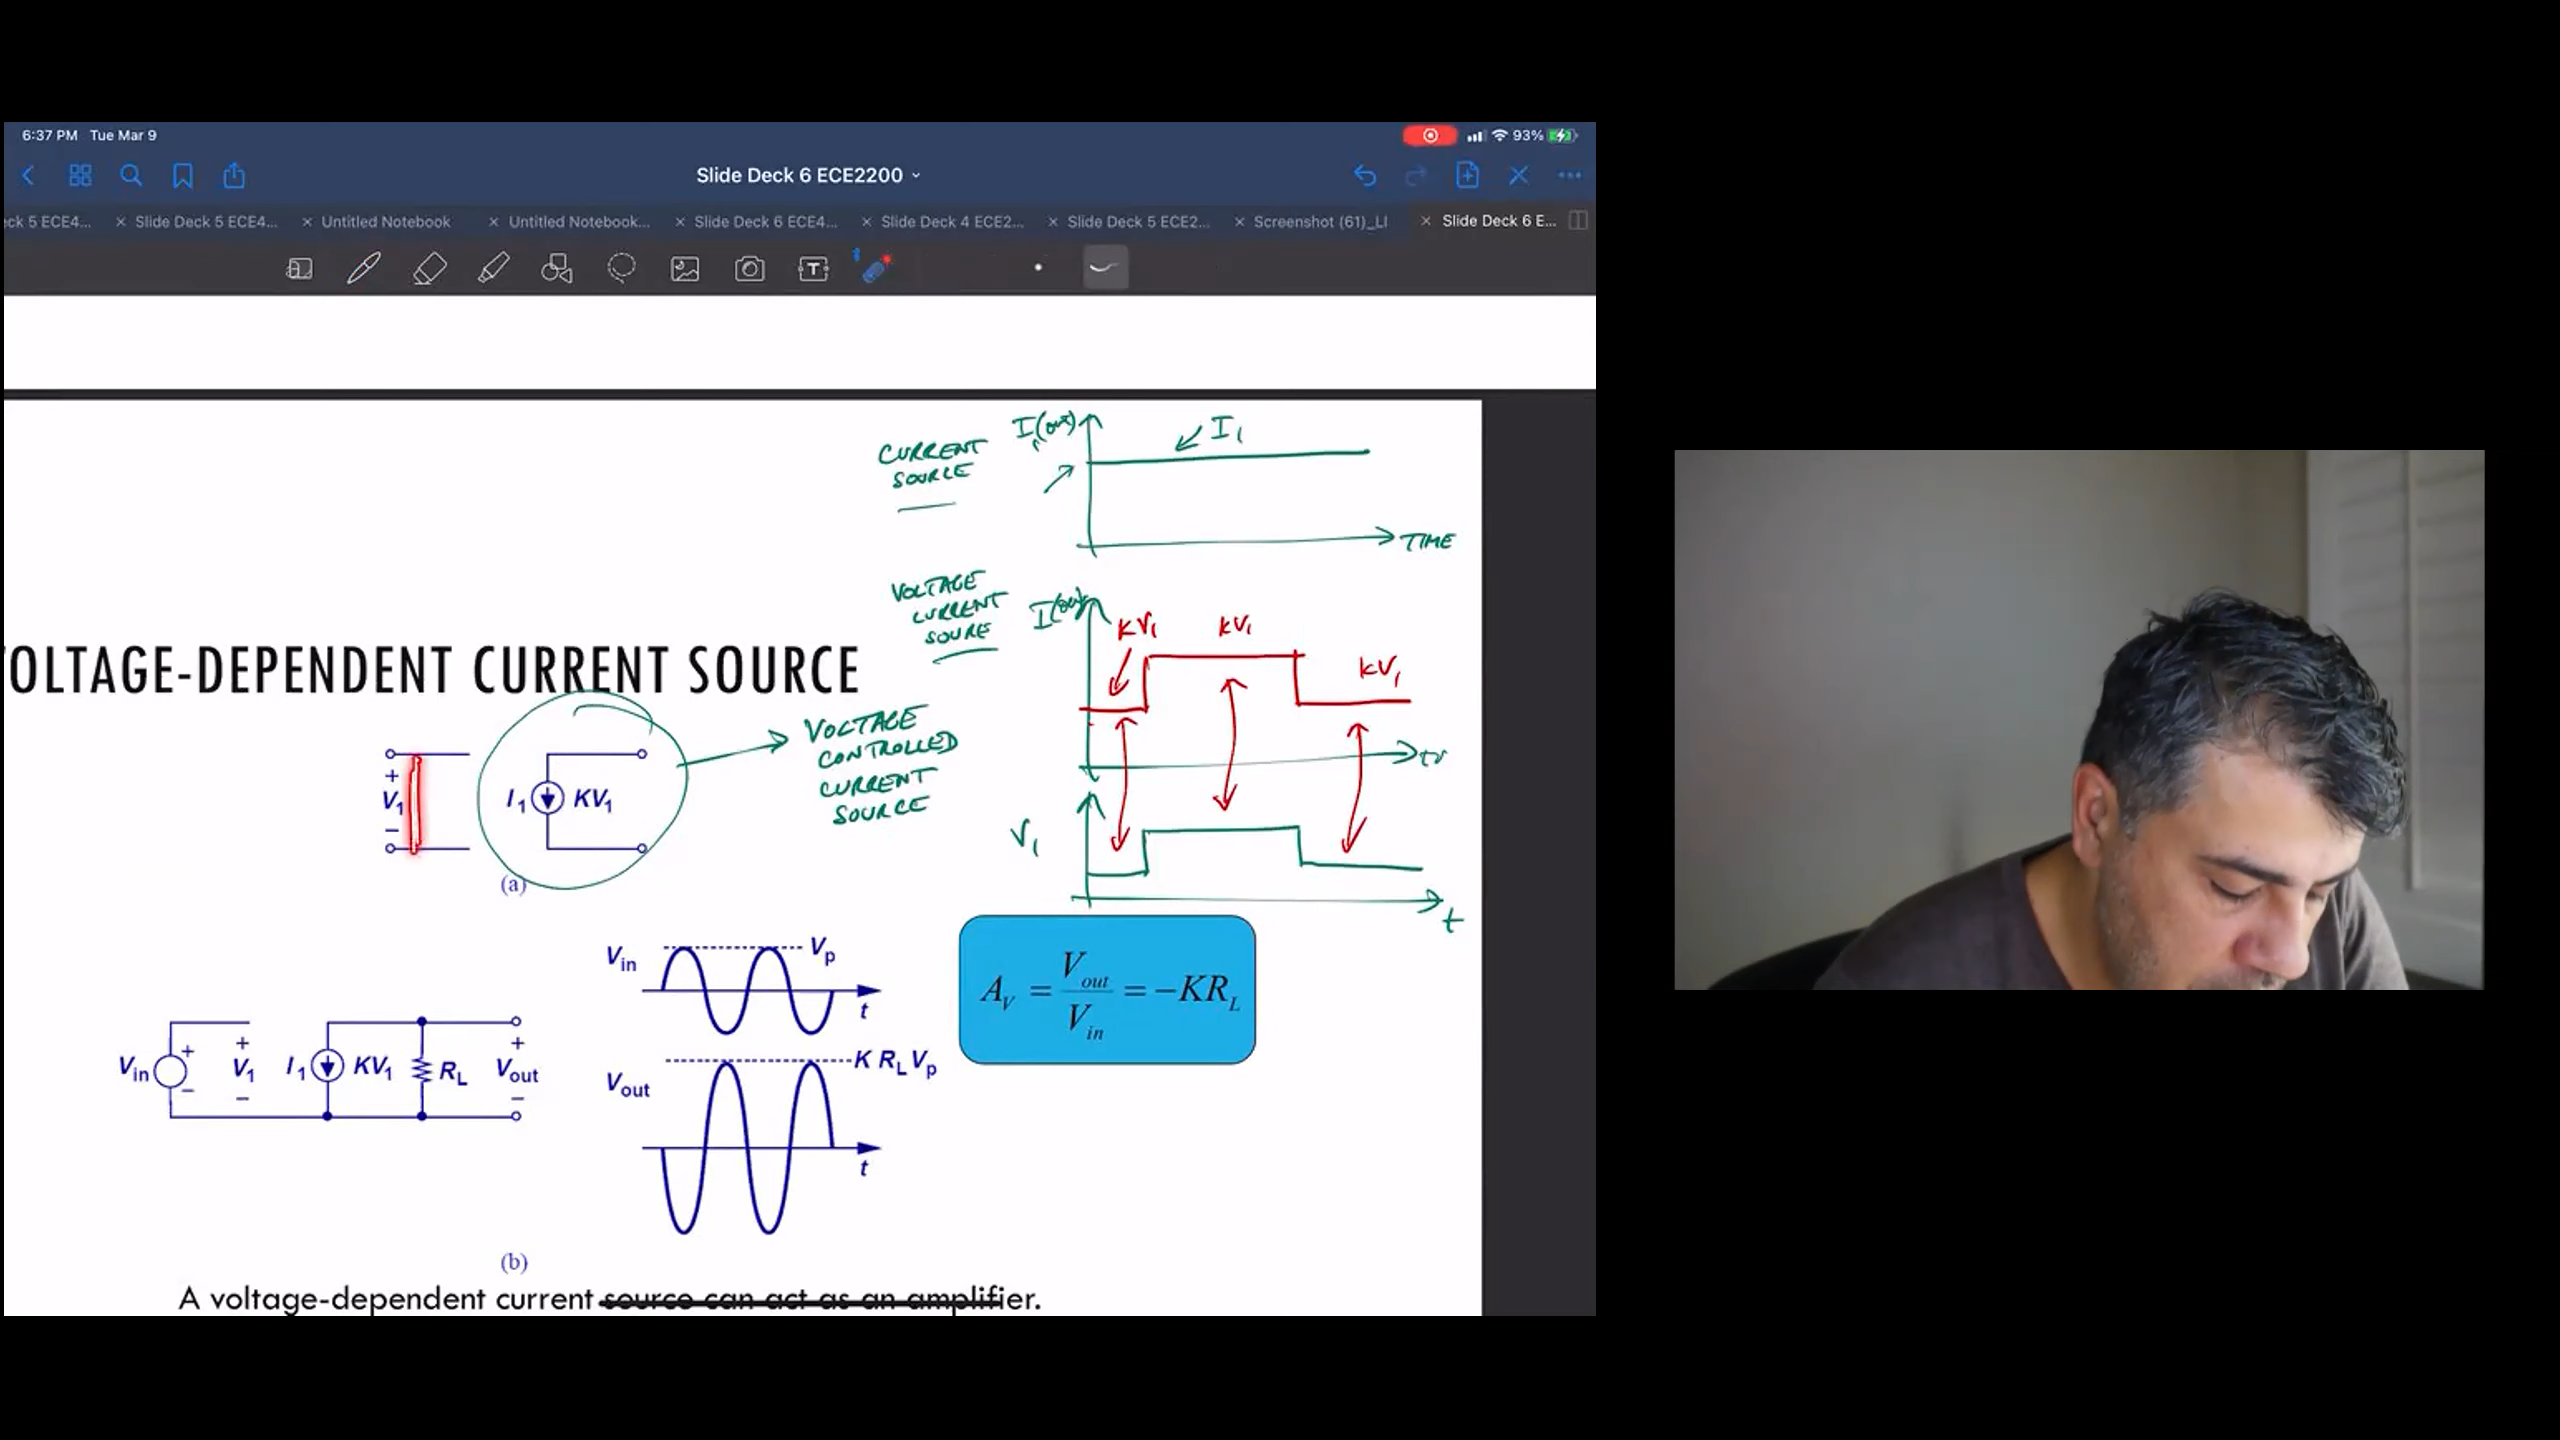 6:37 PM Tue Mar 9
93%
Slide Deck 6 ECE2200
ck 5 ECE4...
Slide Deck 5 ECE4...
Untitled Notebook
Untitled Notebook...
Slide Deck 6 ECE4...
Slide Deck 4 ECE2...
Slide Deck 5 ECE2...
Screenshot (61)_LI
Slide Deck 6 E...
CURRENT
SOURCE
I(out)
I1
TIME
VOLTAGE
CURRENT
SOURE
I(out)
KV1
KV1
KV1
OLTAGE-DEPENDENT CURRENT SOURCE
VOLTAGE
CONTROLLED
CURRENT
SOURCE
+
V1
−
I1
KV1
(a)
V1
t
Vin
Vp
t
AV = Vout / Vin = −KRL
Vin
+
−
+
V1
−
I1
KV1
RL
+
Vout
−
K RL Vp
Vout
t
(b)
A voltage-dependent current source can act as an amplifier.